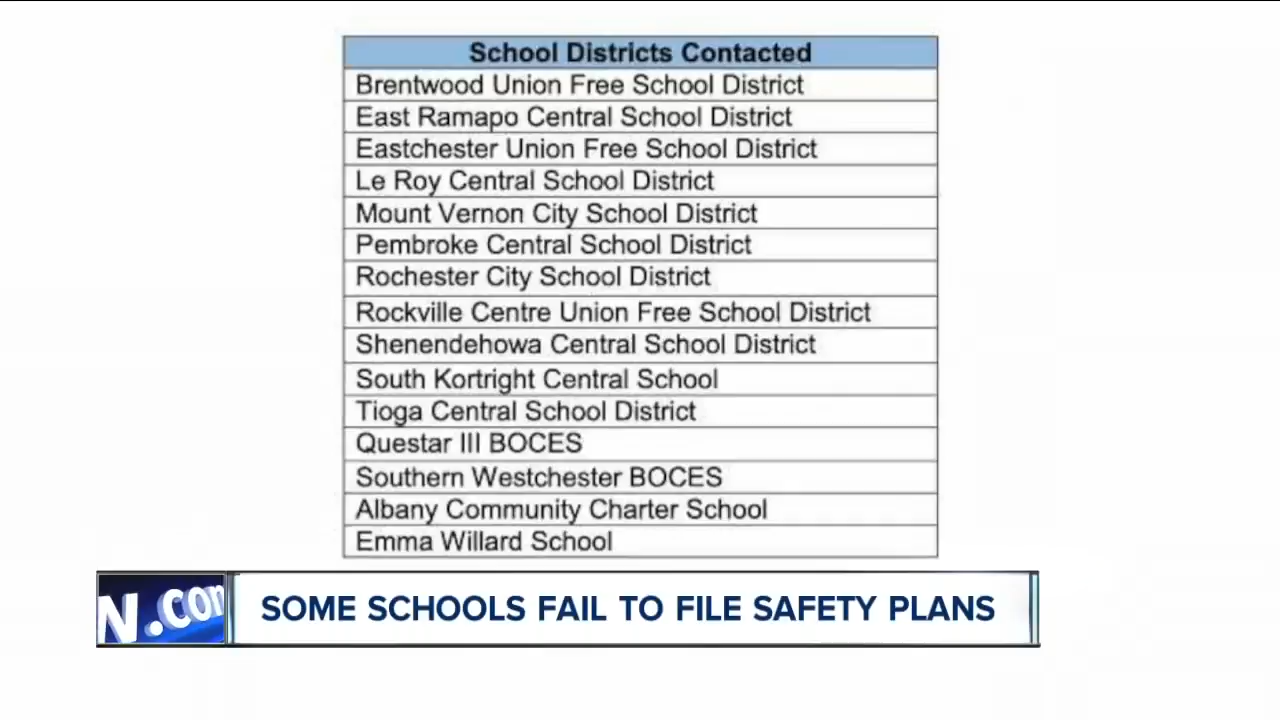 School Districts Contacted
Brentwood Union Free School District
East Ramapo Central School District
Eastchester Union Free School District
Le Roy Central School District
Mount Vernon City School District
Pembroke Central School District
Rochester City School District
Rockville Centre Union Free School District
Shenendehowa Central School District
South Kortright Central School
Tioga Central School District
Questar III BOCES
Southern Westchester BOCES
Albany Community Charter School
Emma Willard School
SOME SCHOOLS FAIL TO FILE SAFETY PLANS